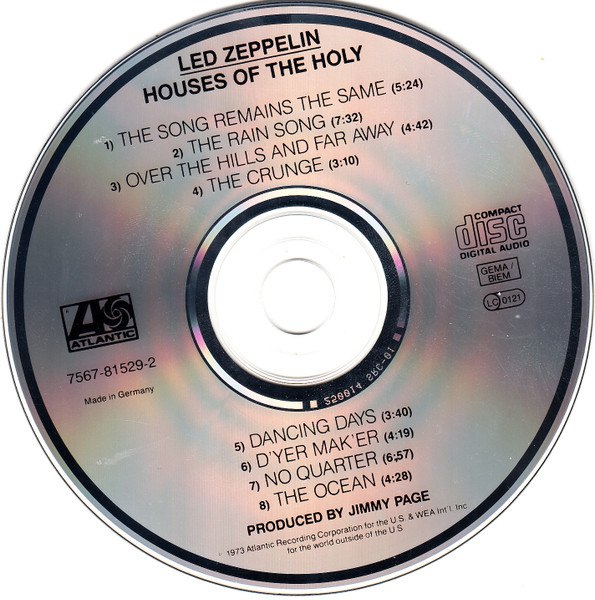 LED ZEPPELIN
HOUSES OF THE HOLY
1) THE SONG REMAINS THE SAME (5:24)
2) THE RAIN SONG (7:32)
3) OVER THE HILLS AND FAR AWAY (4:42)
4) THE CRUNGE (3:10)
COMPACT
disc
DIGITAL AUDIO
GEMA/
BIEM
LC 0121
ATLANTIC
7567-81529-2
Made in Germany
5) DANCING DAYS (3:40)
6) D'YER MAK'ER (4:19)
7) NO QUARTER (6:57)
8) THE OCEAN (4:28)
PRODUCED BY JIMMY PAGE
1973 Atlantic Recording Corporation for the U.S. & WEA Int'l. Inc
for the world outside of the U.S.